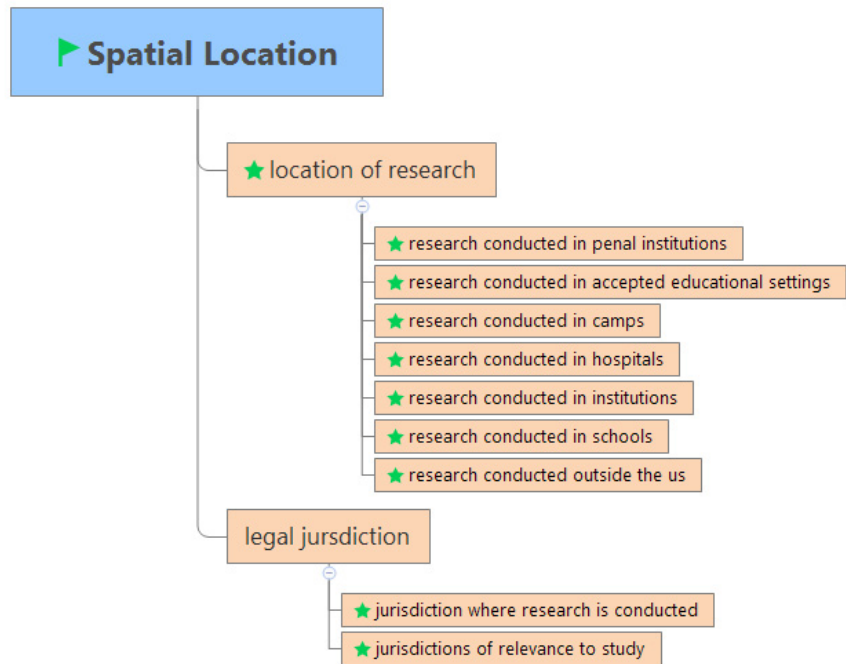 Spatial Location
location of research
research conducted in penal institutions
research conducted in accepted educational settings
research conducted in camps
research conducted in hospitals
research conducted in institutions
research conducted in schools
research conducted outside the us
legal jursdiction
jurisdiction where research is conducted
jurisdictions of relevance to study